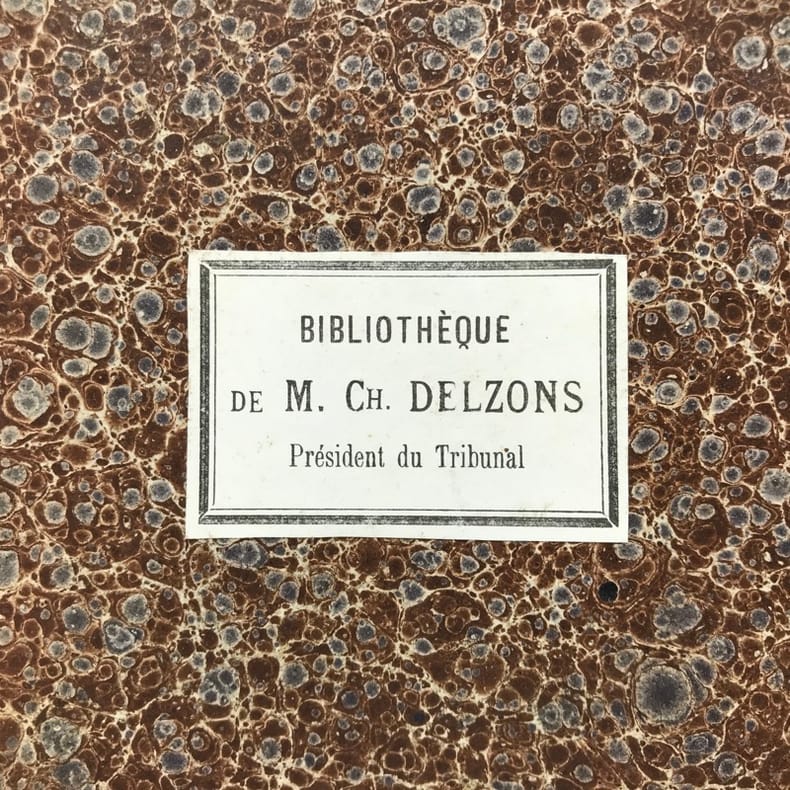 BIBLIOTHÈQUE
DE M. CH. DELZONS
Président du Tribunal